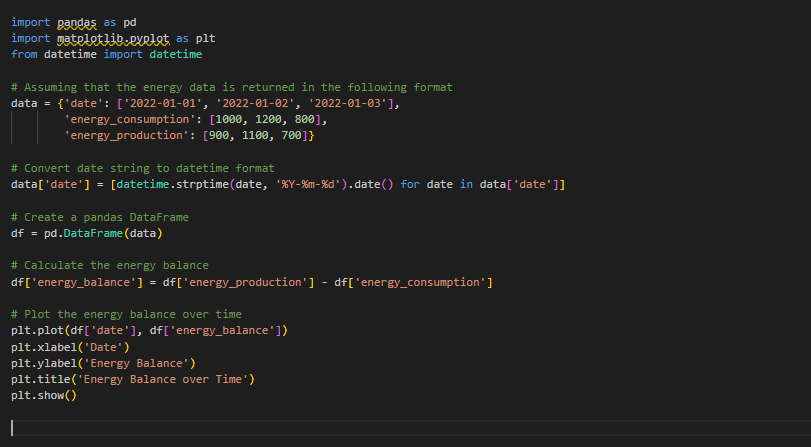 import pandas as pd
import matplotlib.pyplot as plt
from datetime import datetime

# Assuming that the energy data is returned in the following format
data = {'date': ['2022-01-01', '2022-01-02', '2022-01-03'],
        'energy_consumption': [1000, 1200, 800],
        'energy_production': [900, 1100, 700]}

# Convert date string to datetime format
data['date'] = [datetime.strptime(date, '%Y-%m-%d').date() for date in data['date']]

# Create a pandas DataFrame
df = pd.DataFrame(data)

# Calculate the energy balance
df['energy_balance'] = df['energy_production'] - df['energy_consumption']

# Plot the energy balance over time
plt.plot(df['date'], df['energy_balance'])
plt.xlabel('Date')
plt.ylabel('Energy Balance')
plt.title('Energy Balance over Time')
plt.show()